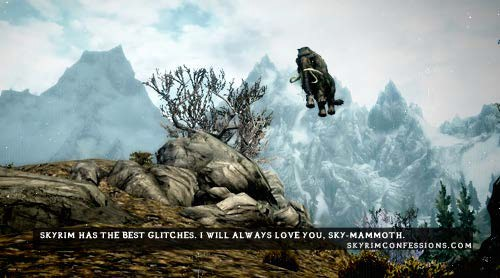 SKYRIM HAS THE BEST GLITCHES. I WILL ALWAYS LOVE YOU, SKY-MAMMOTH.
SKYRIMCONFESSIONS.COM